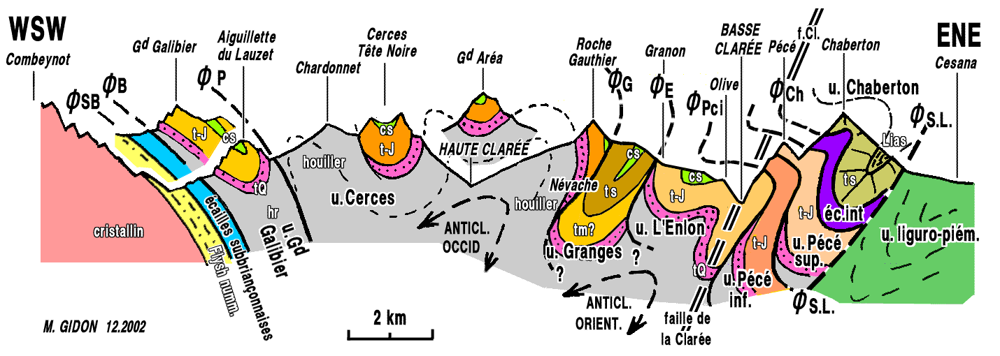 WSW
ENE
Combeynot
Gd Galibier
Aiguillette
du Lauzet
Chardonnet
Cerces
Tête Noire
Gd Aréa
Roche
Gauthier
Granon
Olive
BASSE
CLARÉE
Pécé
f.Cl.
Chaberton
Cesana
ΦSB
ΦB
Φ P
ΦG
ΦE
ΦPci
ΦCh
u. Chaberton
ΦS.L.
t-J
cs
cs
t-J
HAUTE CLARÉE
houiller
tQ
u. Cerces
hr
u. Gd
Galibier
cristallin
écailles subbriançonnaises
Flysh numm.
ANTICL.
OCCID
houiller
Névache
cs
ts
tm?
u. Granges
?
cs
t-J
u. L'Enlon
?
tQ
t-J
u.Pécé
inf.
t-J
u. Pécé
sup.
éc.int
ts
Lias
u. liguro-piém.
ΦS.L.
ANTICL.
ORIENT.
faille de
la Clarée
2 km
M. GIDON 12.2002